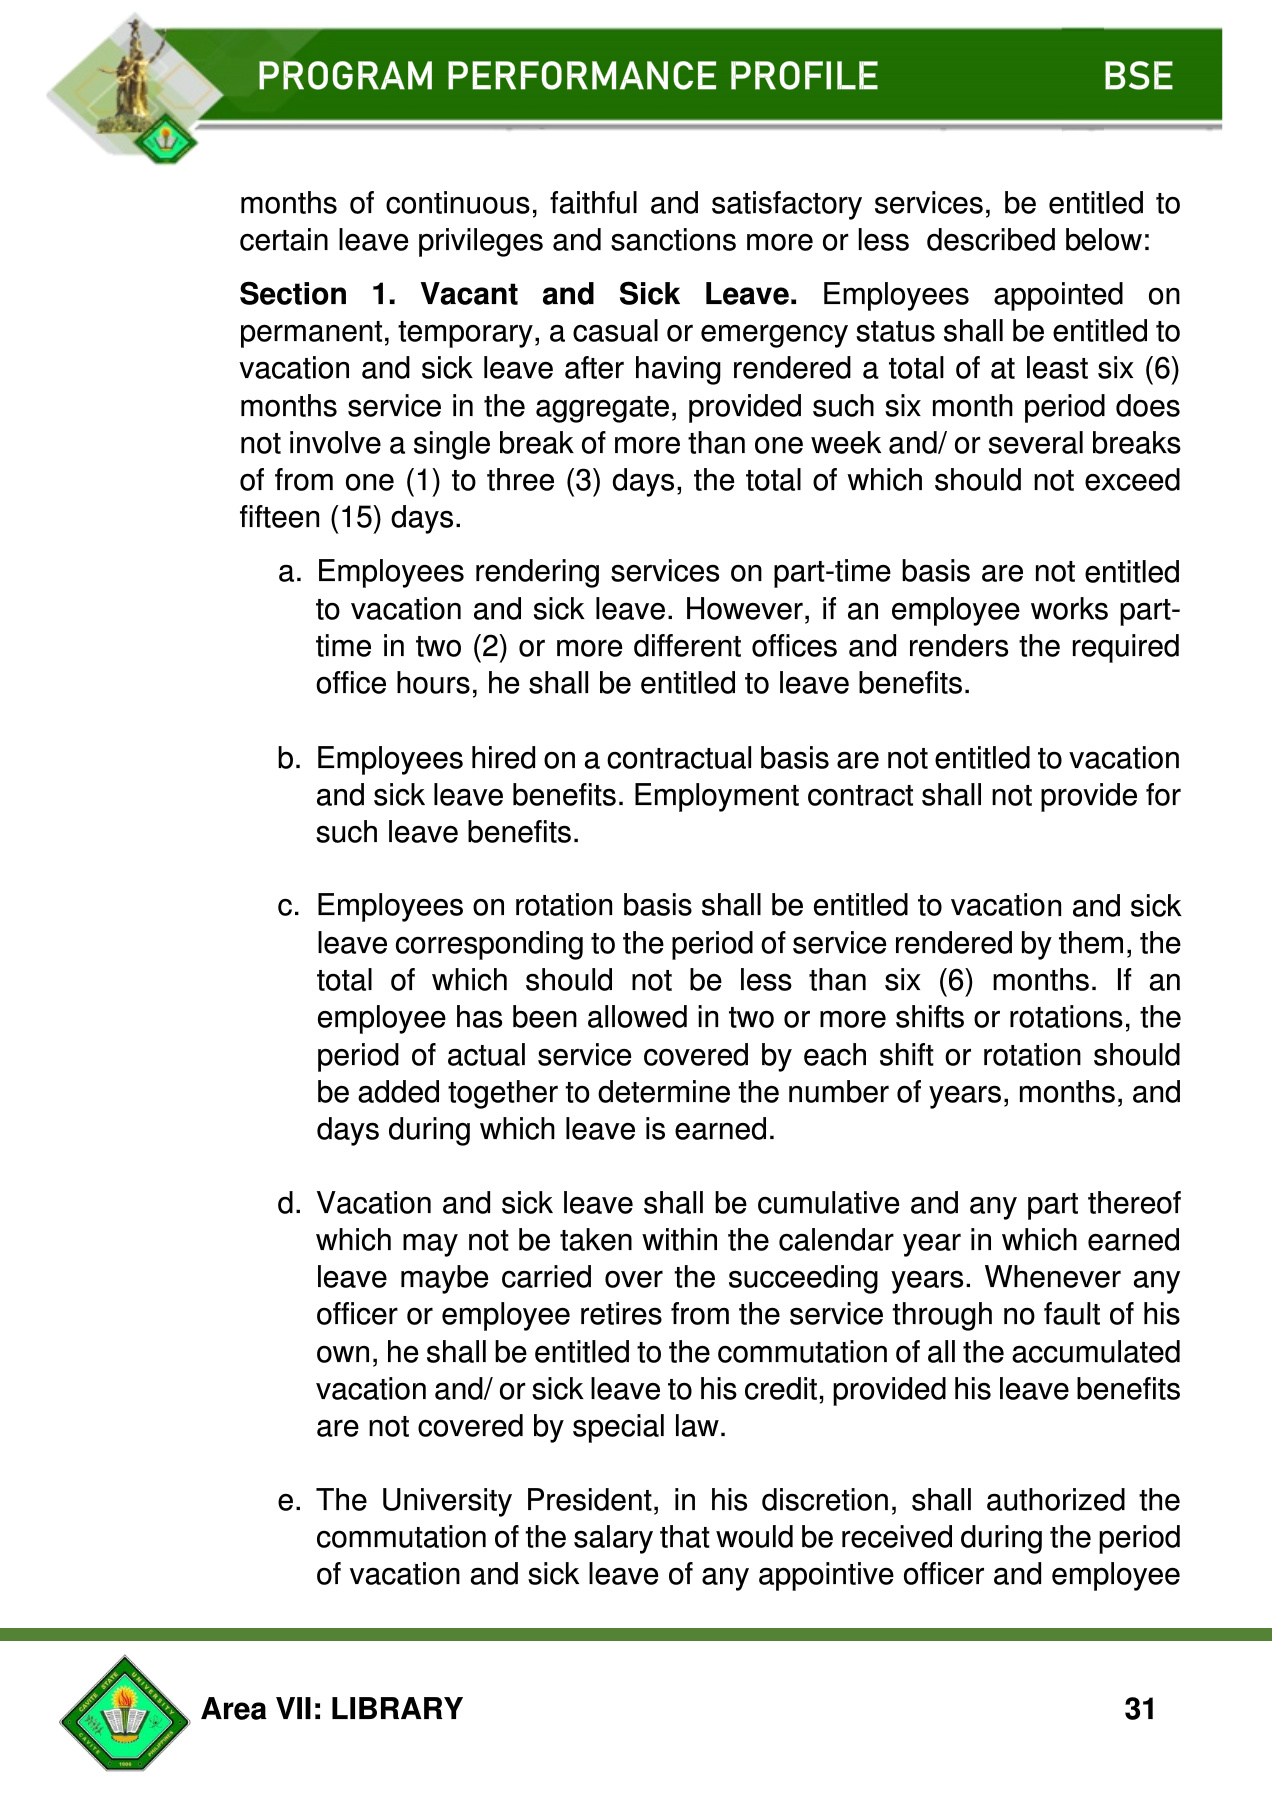 PROGRAM PERFORMANCE PROFILE BSE
months of continuous, faithful and satisfactory services, be entitled to
certain leave privileges and sanctions more or less described below:
Section 1. Vacant and Sick Leave. Employees appointed on
permanent, temporary, a casual or emergency status shall be entitled to
vacation and sick leave after having rendered a total of at least six (6)
months service in the aggregate, provided such six month period does
not involve a single break of more than one week and/ or several breaks
of from one (1) to three (3) days, the total of which should not exceed
fifteen (15) days.
a. Employees rendering services on part-time basis are not entitled
to vacation and sick leave. However, if an employee works part-
time in two (2) or more different offices and renders the required
office hours, he shall be entitled to leave benefits.
b. Employees hired on a contractual basis are not entitled to vacation
and sick leave benefits. Employment contract shall not provide for
such leave benefits.
c. Employees on rotation basis shall be entitled to vacation and sick
leave corresponding to the period of service rendered by them, the
total of which should not be less than six (6) months. If an
employee has been allowed in two or more shifts or rotations, the
period of actual service covered by each shift or rotation should
be added together to determine the number of years, months, and
days during which leave is earned.
d. Vacation and sick leave shall be cumulative and any part thereof
which may not be taken within the calendar year in which earned
leave maybe carried over the succeeding years. Whenever any
officer or employee retires from the service through no fault of his
own, he shall be entitled to the commutation of all the accumulated
vacation and/ or sick leave to his credit, provided his leave benefits
are not covered by special law.
e. The University President, in his discretion, shall authorized the
commutation of the salary that would be received during the period
of vacation and sick leave of any appointive officer and employee
CAVITE STATE UNIVERSITY
CAVITE PHILIPPINES
1906
Area VII: LIBRARY 31